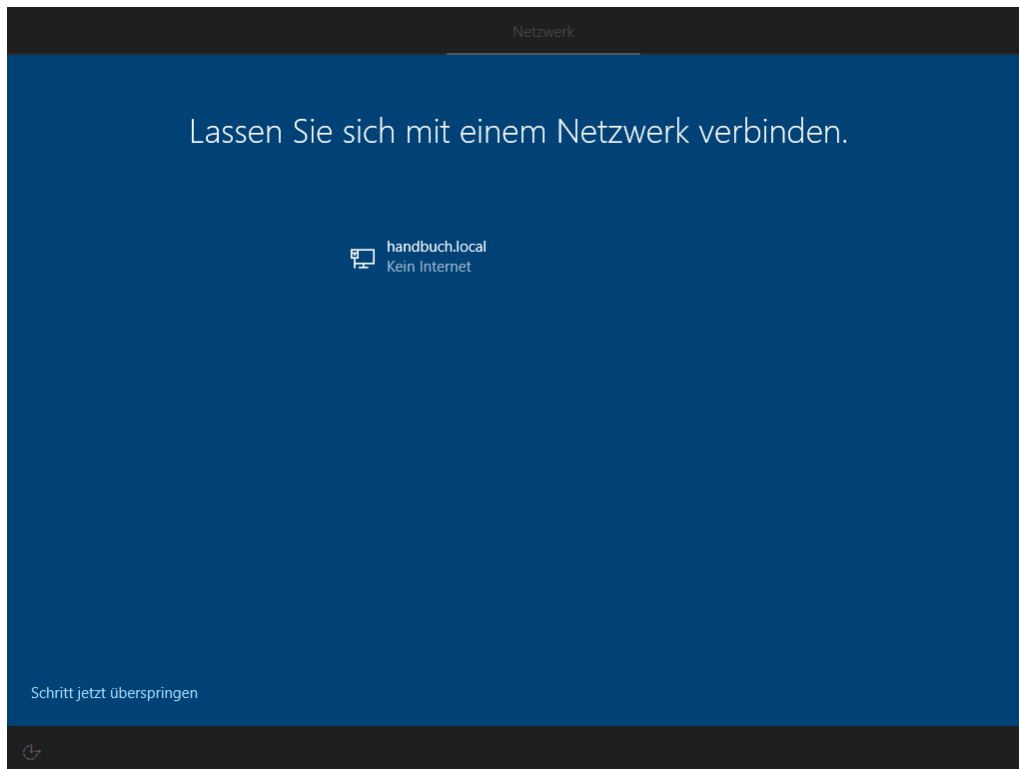 Netzwerk
Lassen Sie sich mit einem Netzwerk verbinden.
handbuch.local
Kein Internet
Schritt jetzt überspringen